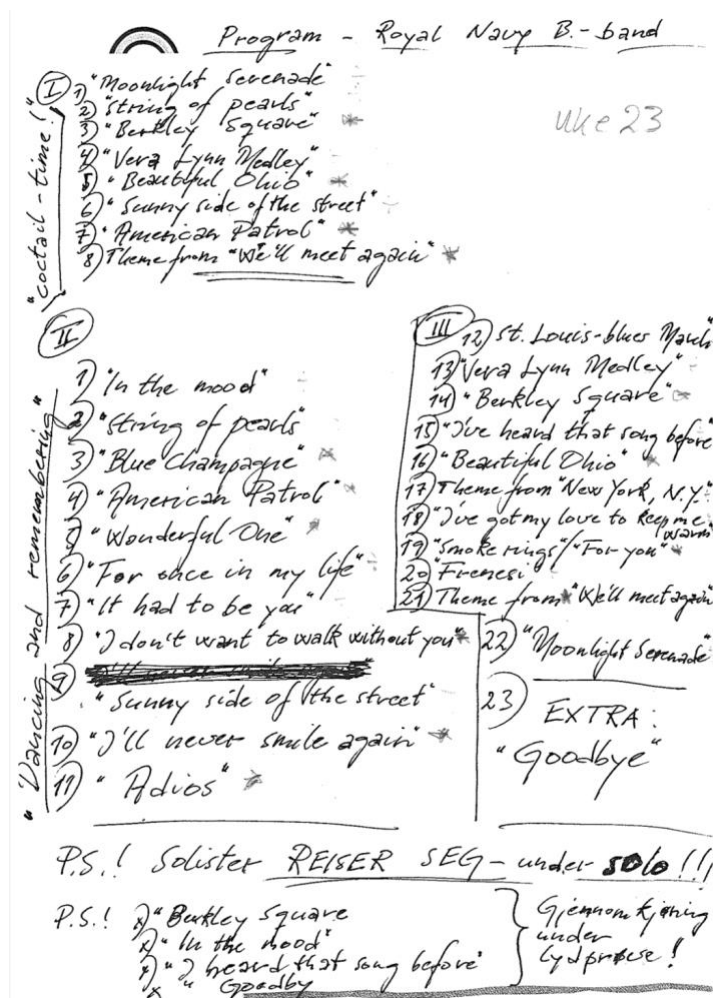 Program - Royal Navy B.-band
Uke 23
I
"coctail-time!"
1) "Moonlight Serenade"
2) "String of pearls"
3) "Berkley Square" *
4) "Vera Lynn Medley"
5) "Beautiful Ohio" *
6) "Sunny side of the street"
7) "American Patrol" *
8) Theme from "We'll meet again" *
II
"Dancing and remembering"
1) "In the mood"
2) "String of pearls"
3) "Blue Champagne" *
4) "American Patrol" *
5) "Wonderful One" *
6) "For once in my life"
7) "It had to be you"
8) "I don't want to walk without you" *
9)
"Sunny side of the street"
10) "I'll never smile again" *
11) "Adios" *
III
12) St. Louis-blues March"
13) "Vera Lynn Medley"
14) "Berkley Square" *
15) "I've heard that song before"
16) "Beautiful Ohio" *
17) Theme from "New York, N.Y."
18) "I've got my love to keep me
warm"
19) "Smoke rings"/"For you" *
20) "Frenesi"
21) Theme from "We'll meet again"
22) "Moonlight Serenade"
23) EXTRA:
"Goodbye"
P.S.! Solister REISER SEG - under solo!!!
P.S.! x) "Berkley Square
x) "In the mood"
x) "I heard that song before"
x "Goodby
Gjennomkjøring
under
lydprøvse!